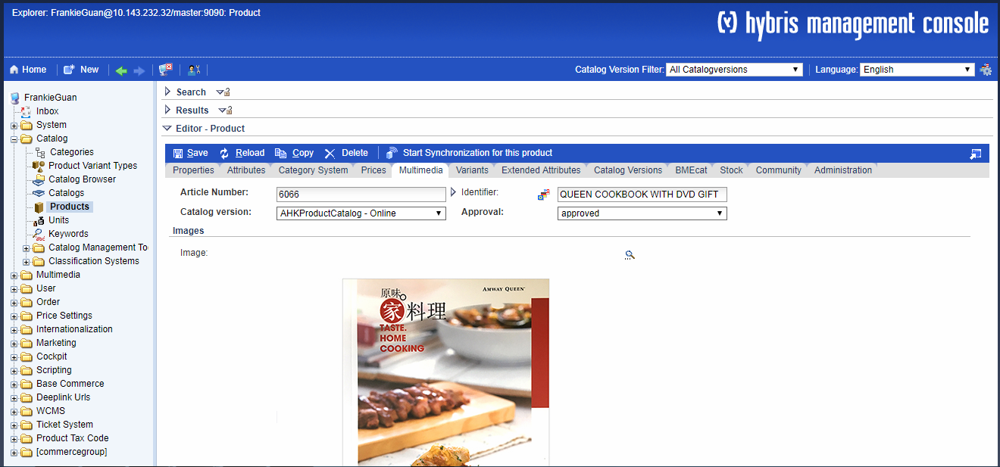 Explorer: FrankieGuan@10.143.232.32/master:9090: Product
(Y) hybris management console
Home New Catalog Version Filter: All Catalogversions Language: English
FrankieGuan
Inbox
System
Catalog
Categories
Product Variant Types
Catalog Browser
Catalogs
Products
Units
Keywords
Catalog Management To
Classification Systems
Multimedia
User
Order
Price Settings
Internationalization
Marketing
Cockpit
Scripting
Base Commerce
Deeplink Urls
WCMS
Ticket System
Product Tax Code
[commercegroup]
Search
Results
Editor - Product
Save Reload Copy Delete Start Synchronization for this product
Properties Attributes Category System Prices Multimedia Variants Extended Attributes Catalog Versions BMEcat Stock Community Administration
Article Number: 6066 Identifier: QUEEN COOKBOOK WITH DVD GIFT
Catalog version: AHKProductCatalog - Online Approval: approved
Images
Image:
AMWAY QUEEN
原味
家料理
TASTE.
HOME
COOKING